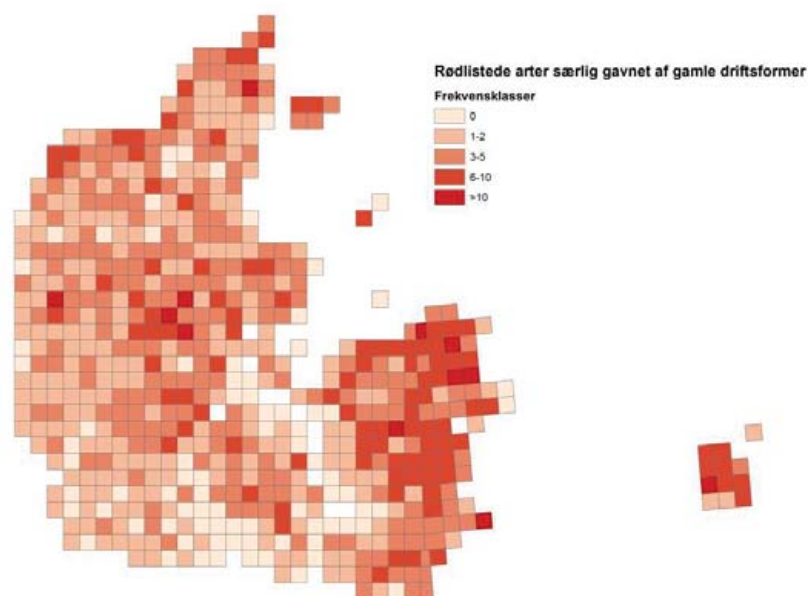 Rødlistede arter særlig gavnet af gamle driftsformer
Frekvensklasser
0
1-2
3-5
6-10
>10